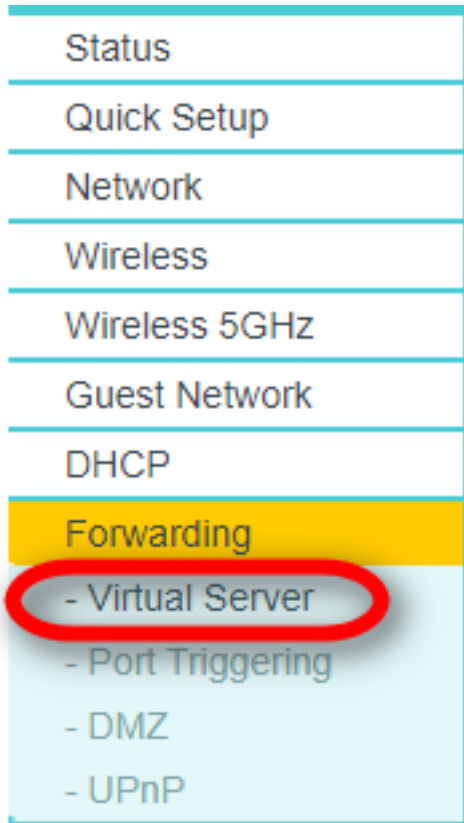 Status
Quick Setup
Network
Wireless
Wireless 5GHz
Guest Network
DHCP
Forwarding
- Virtual Server
- Port Triggering
- DMZ
- UPnP